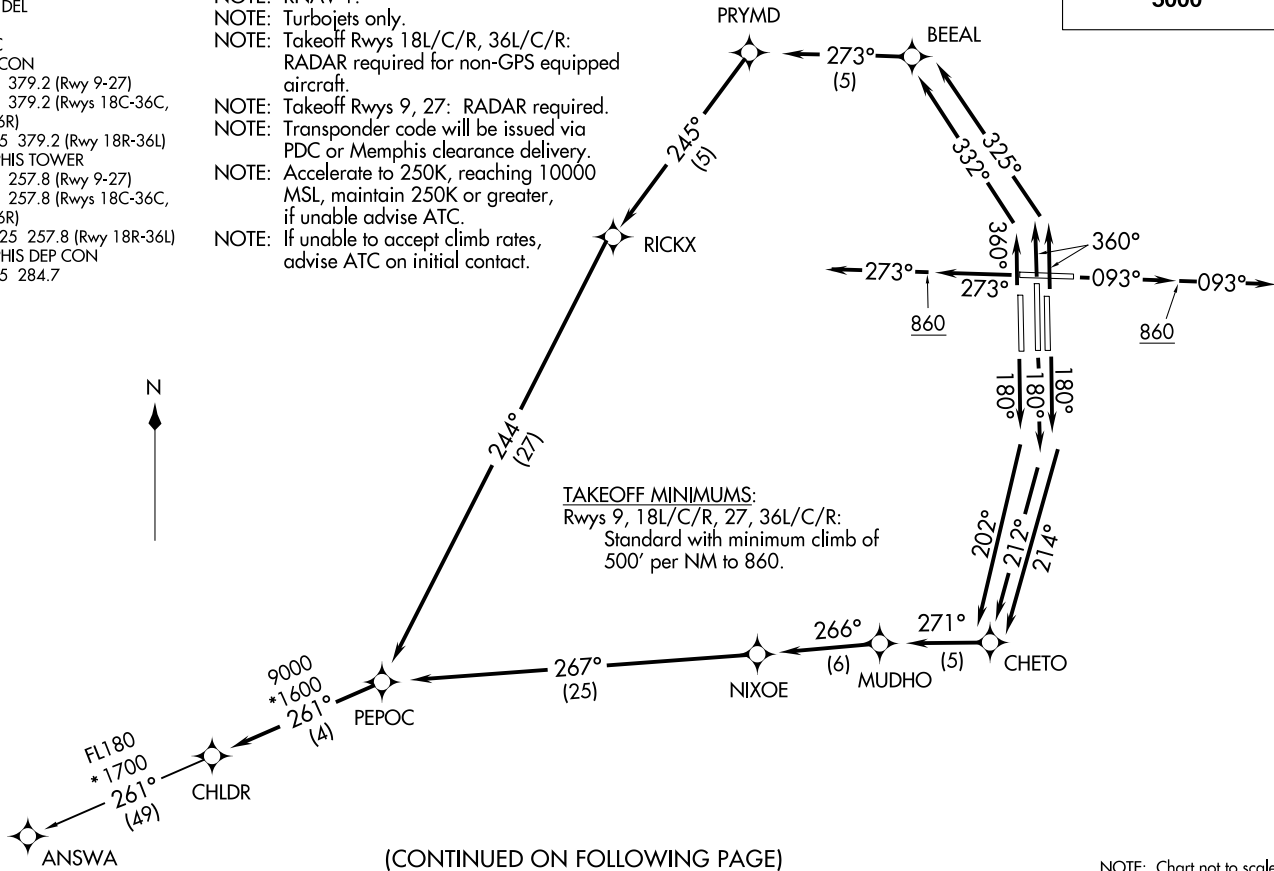 DEL
CON
379.2 (Rwy 9-27)
379.2 (Rwys 18C-36C,
6R)
5 379.2 (Rwy 18R-36L)
PHIS TOWER
257.8 (Rwy 9-27)
257.8 (Rwys 18C-36C,
6R)
25 257.8 (Rwy 18R-36L)
PHIS DEP CON
5 284.7
NOTE: RNAV 1.
NOTE: Turbojets only.
NOTE: Takeoff Rwys 18L/C/R, 36L/C/R:
RADAR required for non-GPS equipped
aircraft.
NOTE: Takeoff Rwys 9, 27: RADAR required.
NOTE: Transponder code will be issued via
PDC or Memphis clearance delivery.
NOTE: Accelerate to 250K, reaching 10000
MSL, maintain 250K or greater,
if unable advise ATC.
NOTE: If unable to accept climb rates,
advise ATC on initial contact.
5000
PRYMD
BEEAL
273°
(5)
245°
(5)
RICKX
325°
332°
360°
360°
273°
273°
093°
093°
860
860
180°
180°
180°
N
244°
(27)
TAKEOFF MINIMUMS:
Rwys 9, 18L/C/R, 27, 36L/C/R:
Standard with minimum climb of
500' per NM to 860.
202°
212°
214°
271°
(5)
CHETO
266°
(6)
MUDHO
267°
(25)
NIXOE
PEPOC
9000
*1600
261°
(4)
CHLDR
FL180
*1700
261°
(49)
ANSWA
(CONTINUED ON FOLLOWING PAGE)
NOTE: Chart not to scale